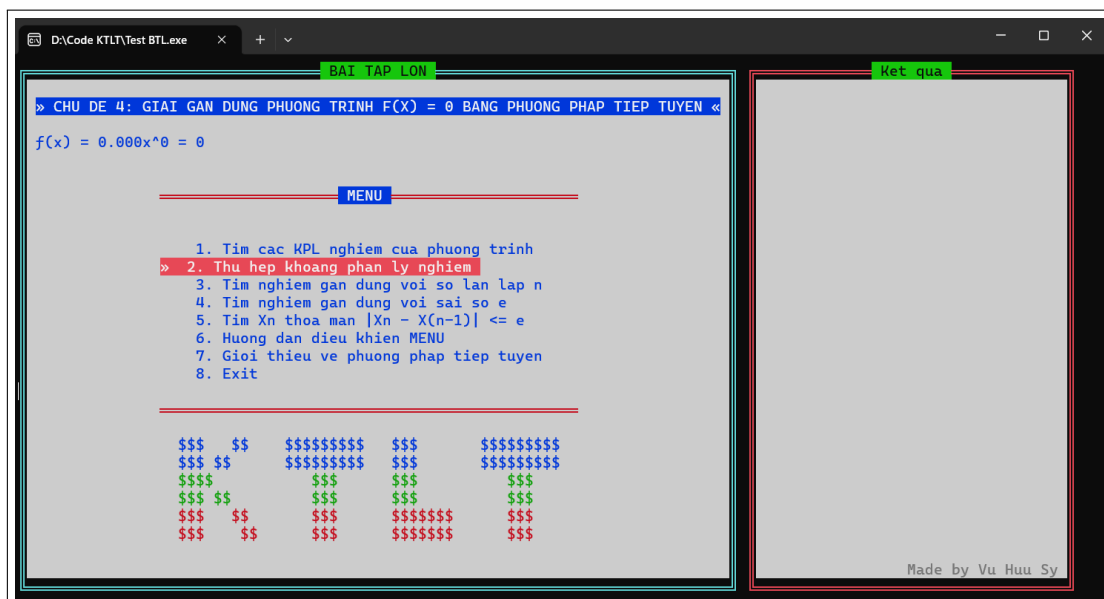 D:\Code KTLT\Test BTL.exe
BAI TAP LON
» CHU DE 4: GIAI GAN DUNG PHUONG TRINH F(X) = 0 BANG PHUONG PHAP TIEP TUYEN «
ƒ(x) = 0.000x^0 = 0
MENU
1. Tim cac KPL nghiem cua phuong trinh
» 2. Thu hep khoang phan ly nghiem
3. Tim nghiem gan dung voi so lan lap n
4. Tim nghiem gan dung voi sai so e
5. Tim Xn thoa man |Xn - X(n-1)| <= e
6. Huong dan dieu khien MENU
7. Gioi thieu ve phuong phap tiep tuyen
8. Exit
$$$   $$    $$$$$$$$$   $$$       $$$$$$$$$
$$$ $$      $$$$$$$$$   $$$       $$$$$$$$$
$$$$           $$$      $$$          $$$
$$$ $$         $$$      $$$          $$$
$$$   $$       $$$      $$$$$$$      $$$
$$$    $$      $$$      $$$$$$$      $$$
Ket qua
Made by Vu Huu Sy